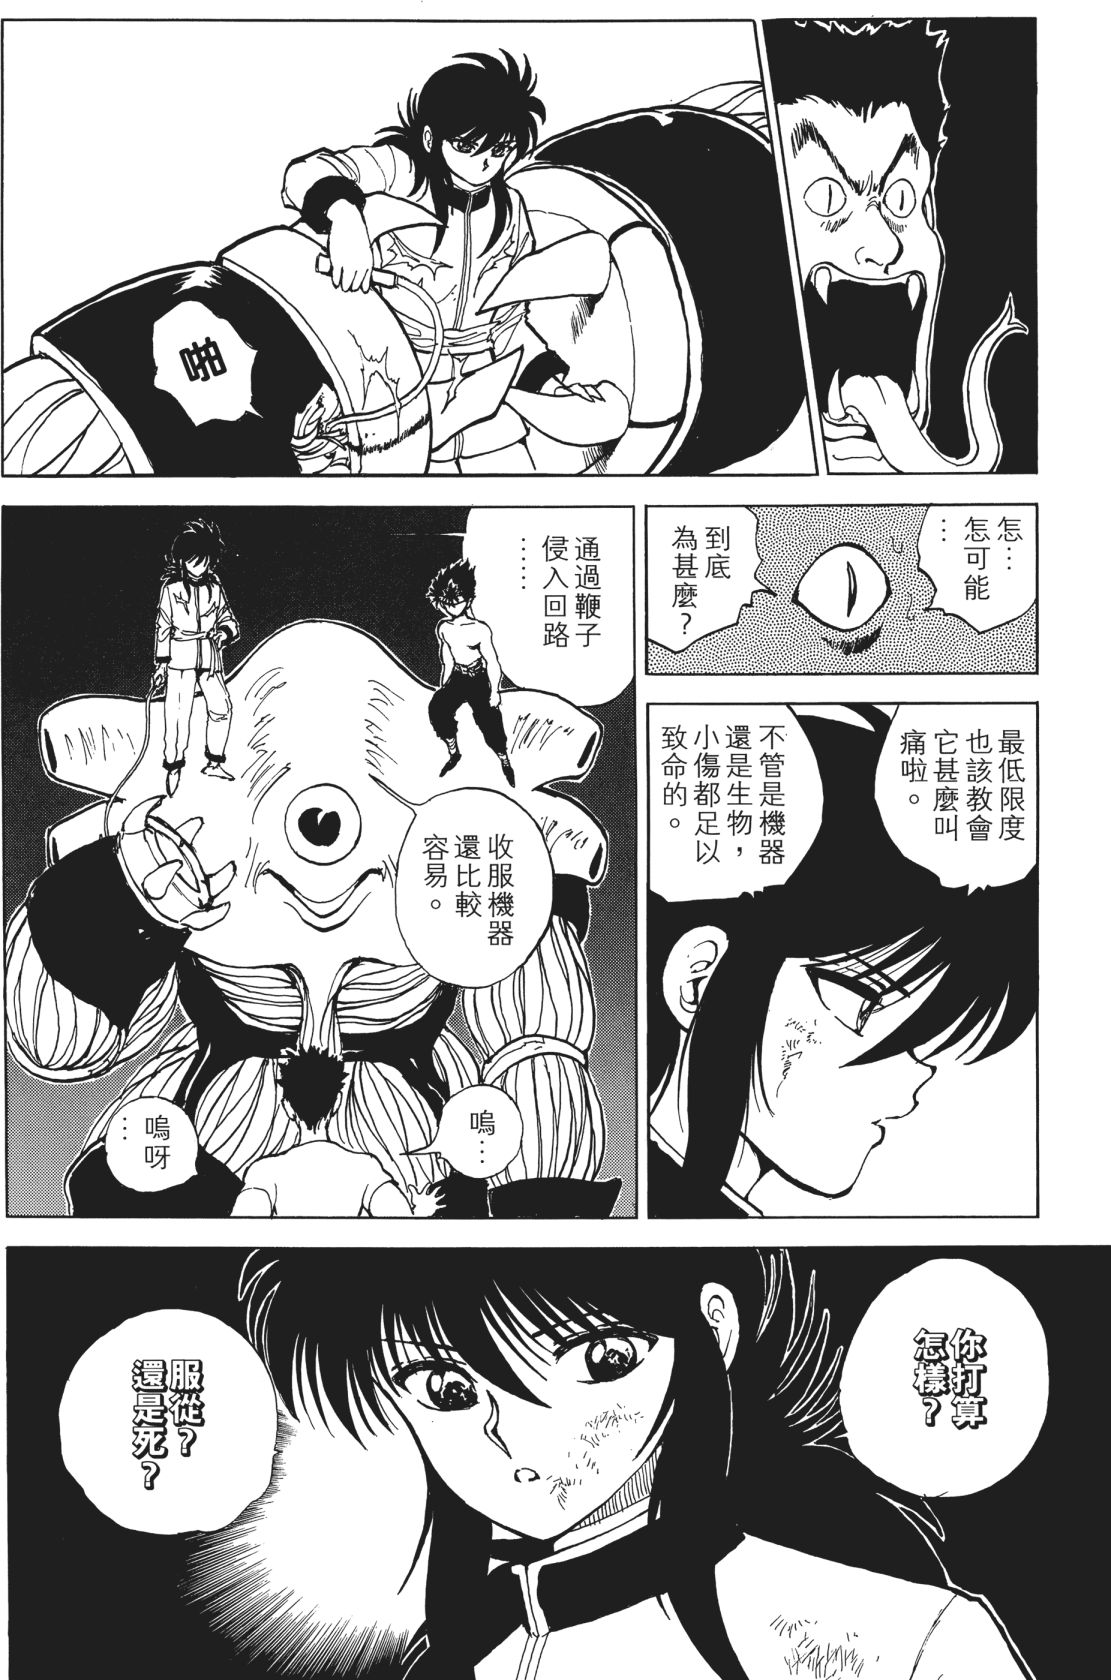 怎…
怎可能
…
到底
為甚麼?
最低限度
也該教會
它甚麼叫
痛啦。
不管是機器
還是生物,
小傷都足以
致命的。
通過鞭子
侵入回路
……
收服機器
還比較
容易。
嗚…
嗚呀
…
你打算
怎樣?
服從?
還是死?